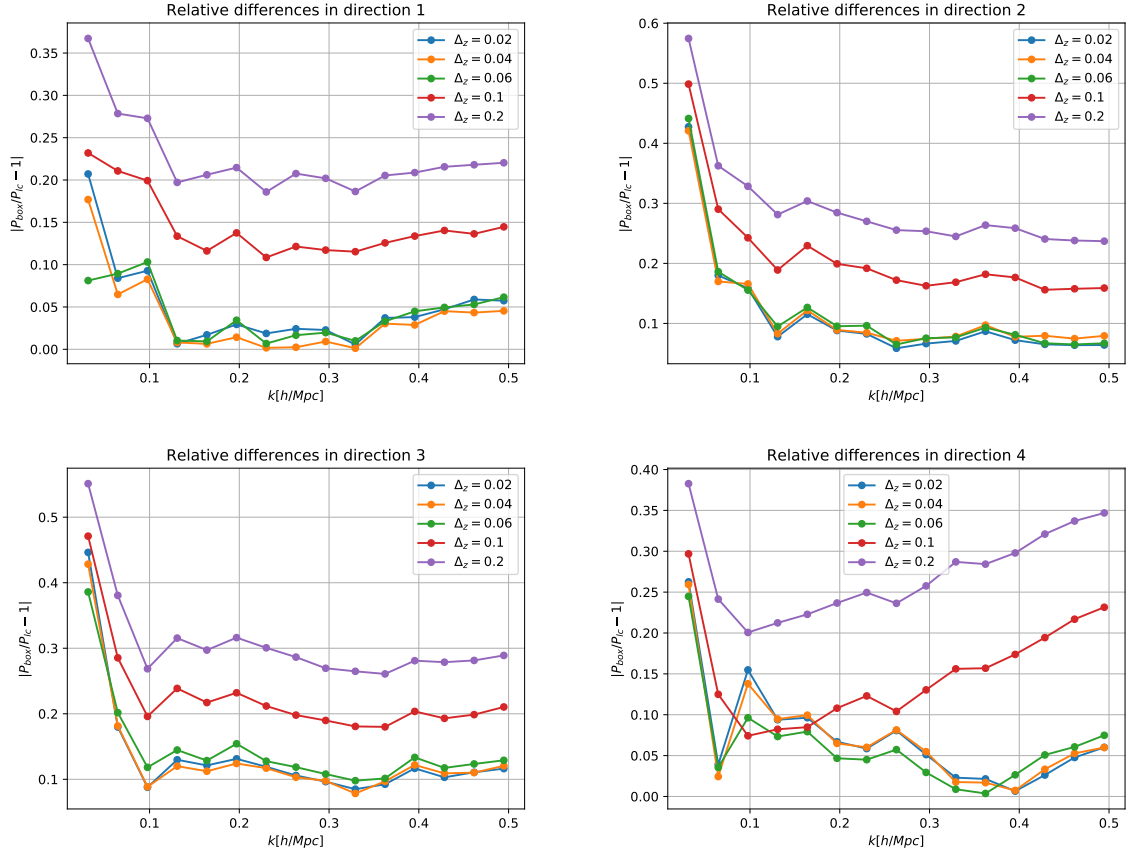 Relative differences in direction 1
|P_box/P_lc − 1|
0.35
0.30
0.25
0.20
0.15
0.10
0.05
0.00
Δ_z = 0.02
Δ_z = 0.04
Δ_z = 0.06
Δ_z = 0.1
Δ_z = 0.2
0.1 0.2 0.3 0.4 0.5
k[h/Mpc]
Relative differences in direction 2
|P_box/P_lc − 1|
0.6
0.5
0.4
0.3
0.2
0.1
Δ_z = 0.02
Δ_z = 0.04
Δ_z = 0.06
Δ_z = 0.1
Δ_z = 0.2
0.1 0.2 0.3 0.4 0.5
k[h/Mpc]
Relative differences in direction 3
|P_box/P_lc − 1|
0.5
0.4
0.3
0.2
0.1
Δ_z = 0.02
Δ_z = 0.04
Δ_z = 0.06
Δ_z = 0.1
Δ_z = 0.2
0.1 0.2 0.3 0.4 0.5
k[h/Mpc]
Relative differences in direction 4
|P_box/P_lc − 1|
0.40
0.35
0.30
0.25
0.20
0.15
0.10
0.05
0.00
Δ_z = 0.02
Δ_z = 0.04
Δ_z = 0.06
Δ_z = 0.1
Δ_z = 0.2
0.1 0.2 0.3 0.4 0.5
k[h/Mpc]